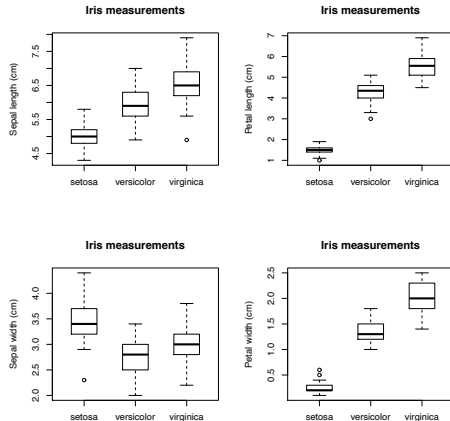 Iris measurements
Sepal length (cm)
4.5 5.5 6.5 7.5
setosa versicolor virginica
Iris measurements
Petal length (cm)
1 2 3 4 5 6 7
setosa versicolor virginica
Iris measurements
Sepal width (cm)
2.0 2.5 3.0 3.5 4.0
setosa versicolor virginica
Iris measurements
Petal width (cm)
0.5 1.0 1.5 2.0 2.5
setosa versicolor virginica